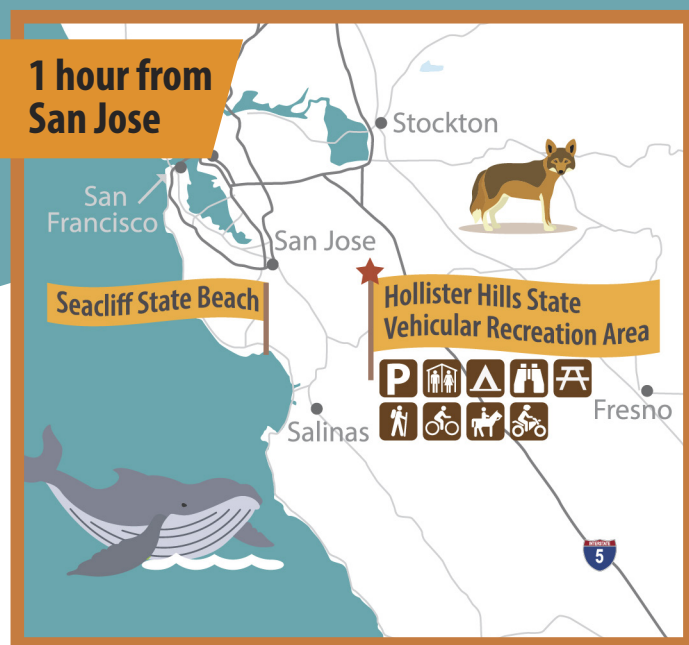 1 hour from
San Jose
Stockton
San
Francisco
San Jose
Seacliff State Beach
Hollister Hills State
Vehicular Recreation Area
P
Fresno
Salinas
INTERSTATE
5